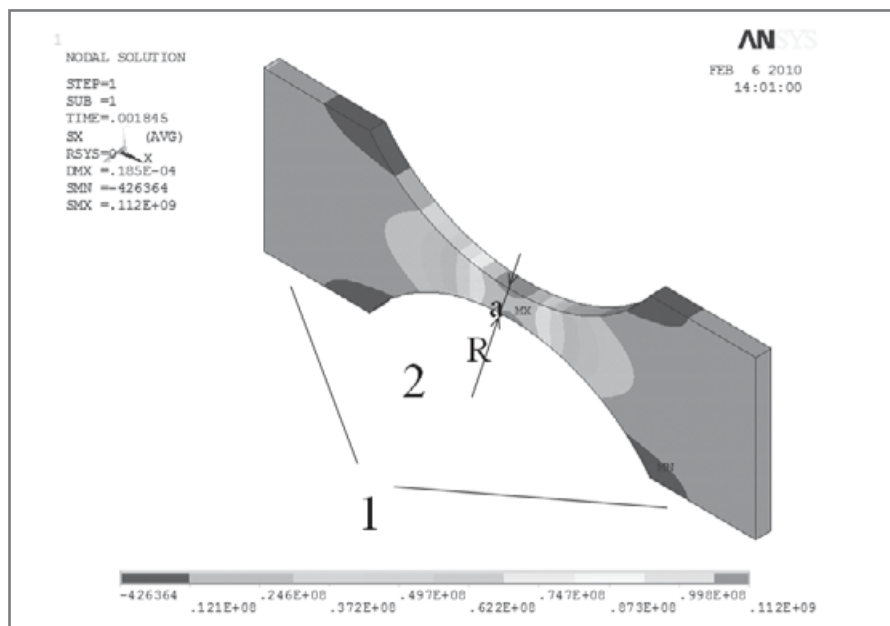 1
ANSYS
NODAL SOLUTION
FEB 6 2010
14:01:00
STEP=1
SUB =1
TIME=.001845
SX (AVG)
RSYS=0
X
DMX =.185E-04
SMN =-426364
SMX =.112E+09
a
MX
R
2
MN
1
-426364 .246E+08 .497E+08 .747E+08 .998E+08
.121E+08 .372E+08 .622E+08 .873E+08 .112E+09